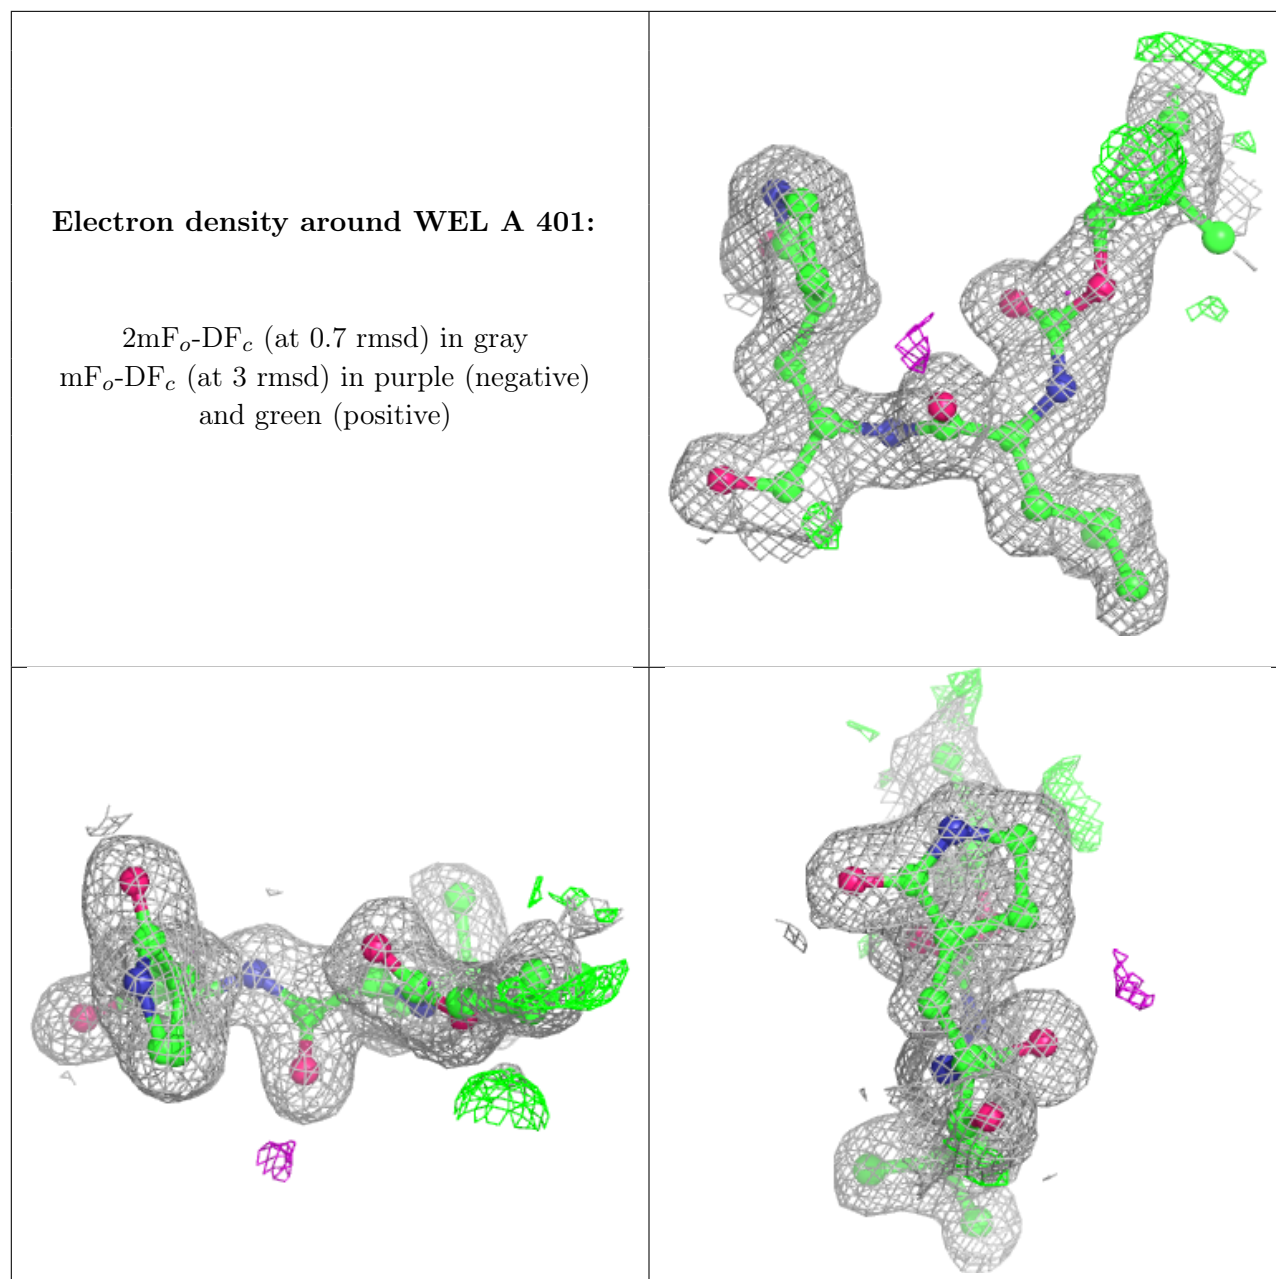 Electron density around WEL A 401:
2mFo-DFc (at 0.7 rmsd) in gray
mFo-DFc (at 3 rmsd) in purple (negative)
and green (positive)